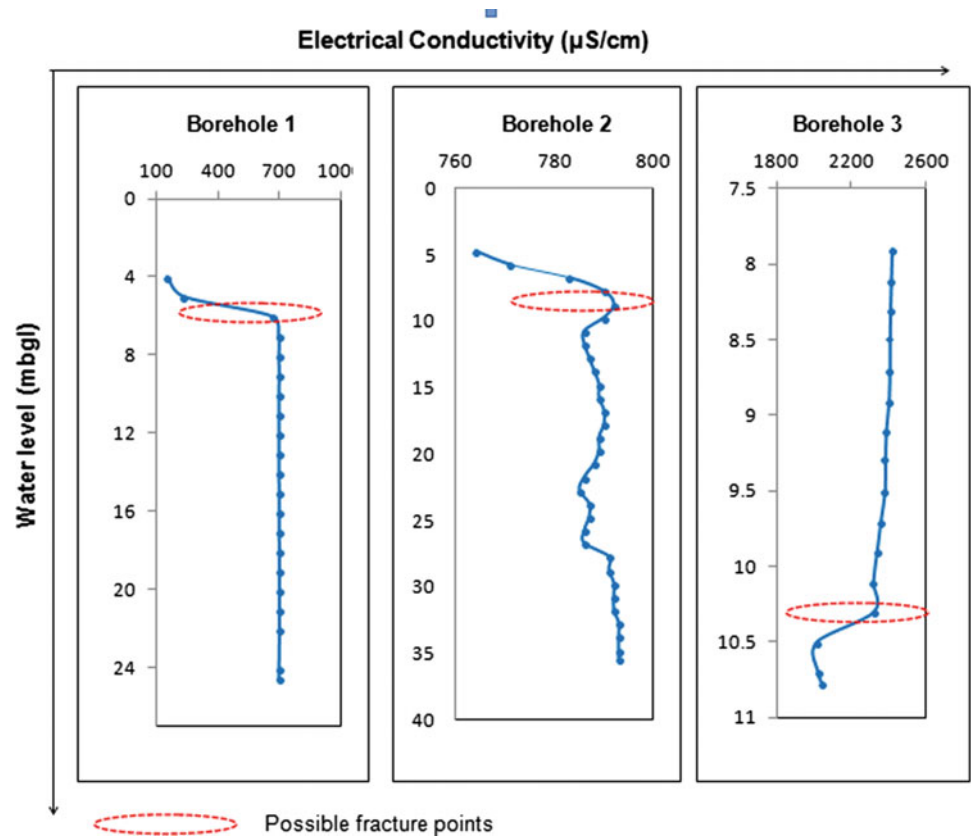 Electrical Conductivity (µS/cm)
Water level (mbgl)
Borehole 1
100 400 700 1000
0
4
8
12
16
20
24
Borehole 2
760 780 800
0
5
10
15
20
25
30
35
40
Borehole 3
1800 2200 2600
7.5
8
8.5
9
9.5
10
10.5
11
Possible fracture points